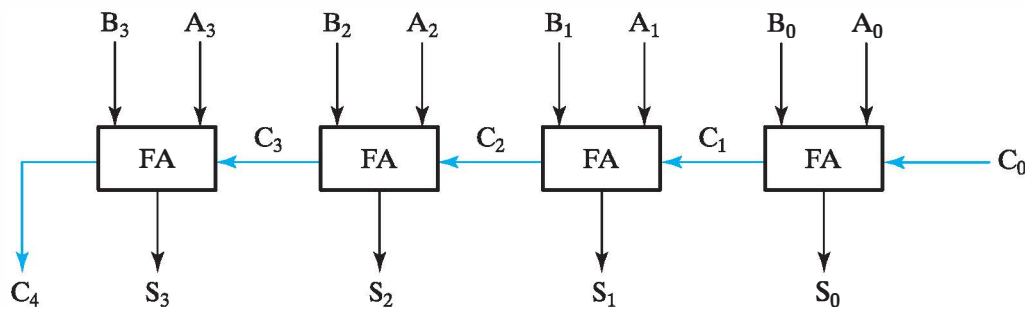 B₃ A₃ B₂ A₂ B₁ A₁ B₀ A₀
FA C₃ FA C₂ FA C₁ FA C₀
C₄ S₃ S₂ S₁ S₀